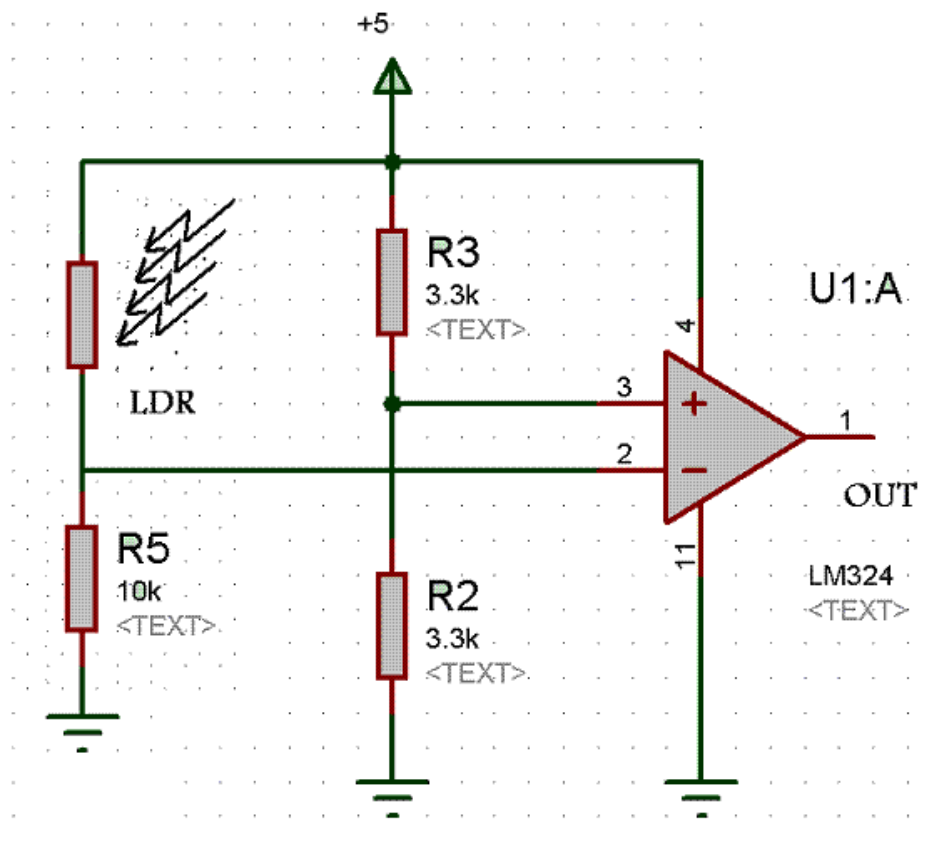 +5
R3
3.3k
<TEXT>
U1:A
4
LDR
3
1
2
OUT
R5
10k
<TEXT>
11
LM324
<TEXT>
R2
3.3k
<TEXT>
+
−